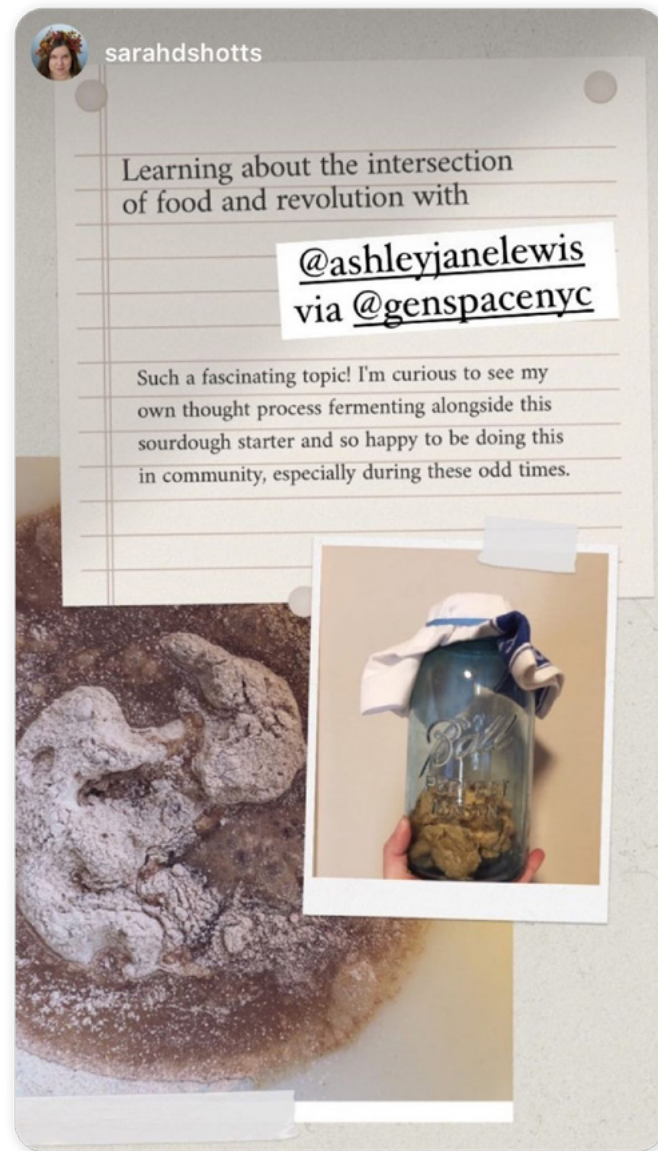 sarahdshotts
Learning about the intersection
of food and revolution with
@ashleyjanelewis
via @genspacenyc
Such a fascinating topic! I'm curious to see my
own thought process fermenting alongside this
sourdough starter and so happy to be doing this
in community, especially during these odd times.
Ball
PERFECT
MASON